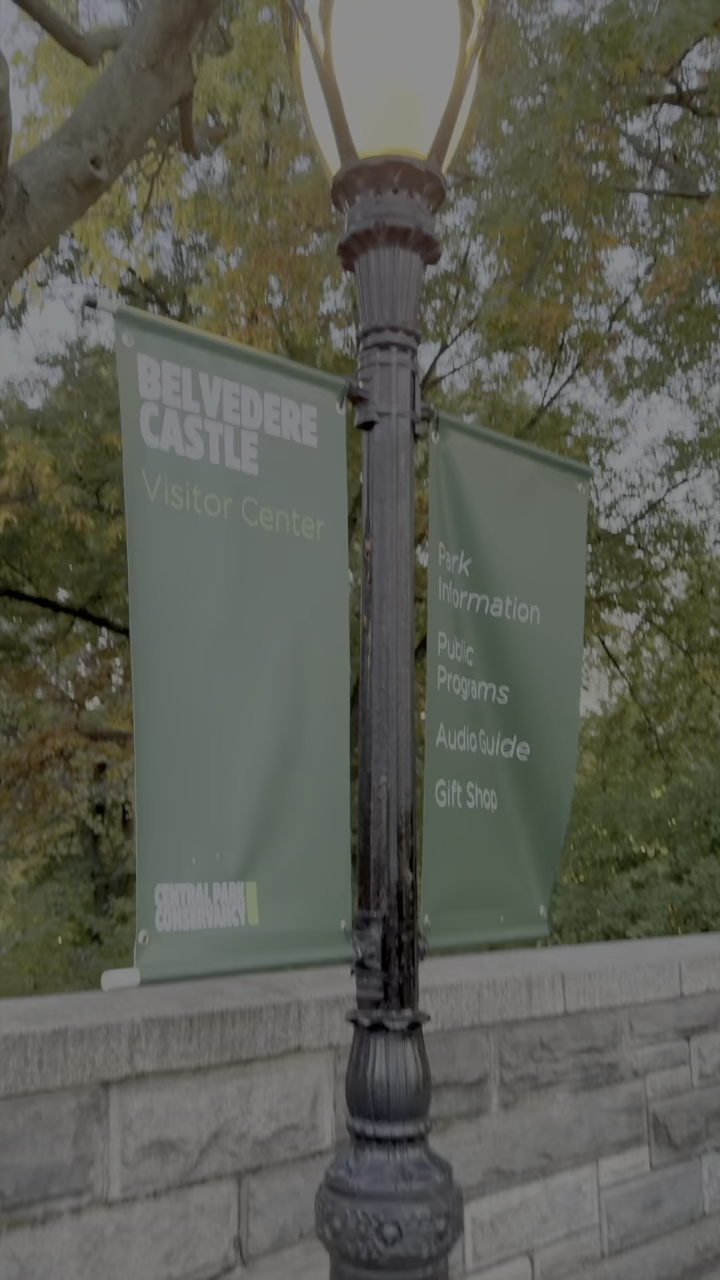 BELVEDERE
CASTLE
Visitor Center
CENTRAL PARK
CONSERVANCY
Park
Information
Public
Programs
Audio Guide
Gift Shop